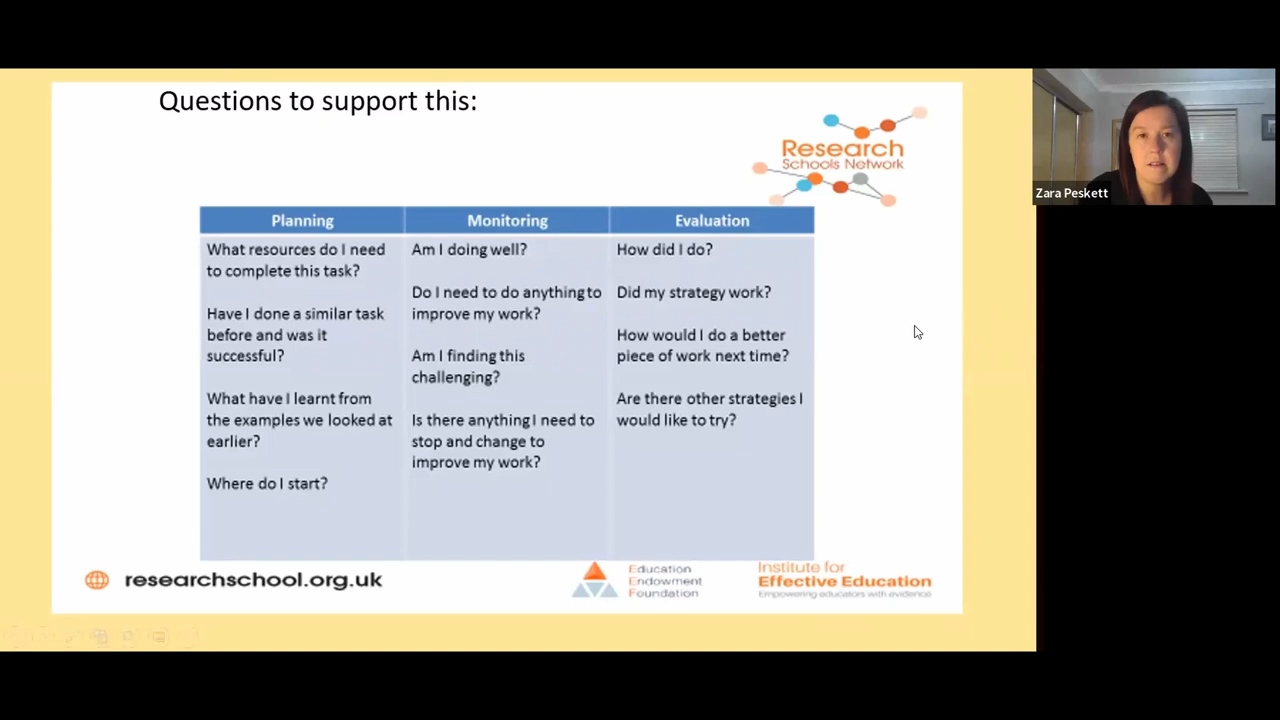 Questions to support this:
Research
Schools Network
Zara Peskett
Planning
Monitoring
Evaluation
What resources do I need
to complete this task?
Have I done a similar task
before and was it
successful?
What have I learnt from
the examples we looked at
earlier?
Where do I start?
Am I doing well?
Do I need to do anything to
improve my work?
Am I finding this
challenging?
Is there anything I need to
stop and change to
improve my work?
How did I do?
Did my strategy work?
How would I do a better
piece of work next time?
Are there other strategies I
would like to try?
researchschool.org.uk
Education
Endowment
Foundation
Institute for
Effective Education
Empowering educators with evidence